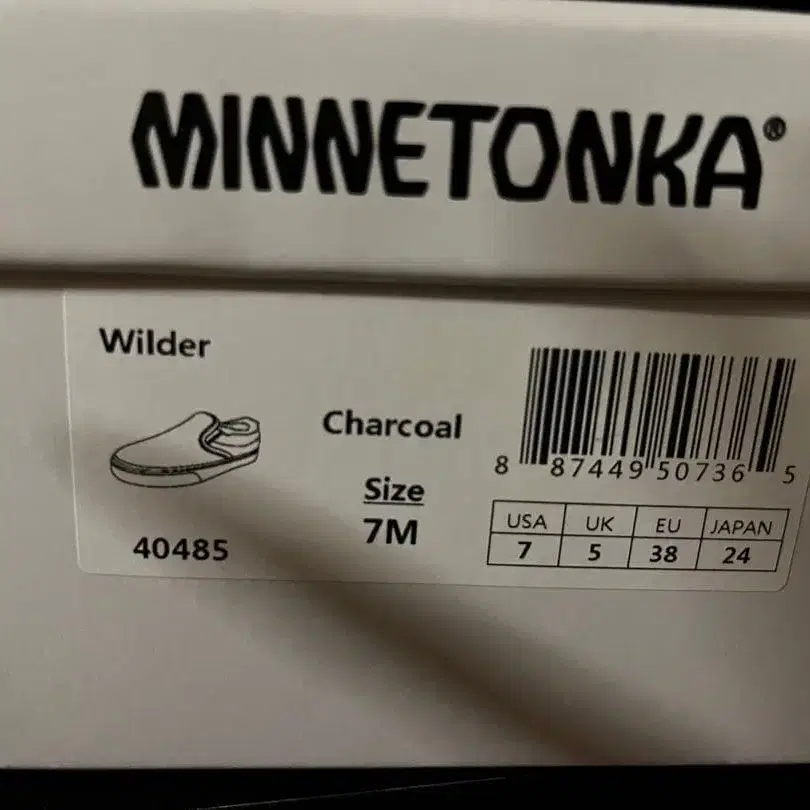 MINNETONKA®
Wilder
Charcoal
Size
7M
40485
8 87449 50736 5
USA UK EU JAPAN
7 5 38 24